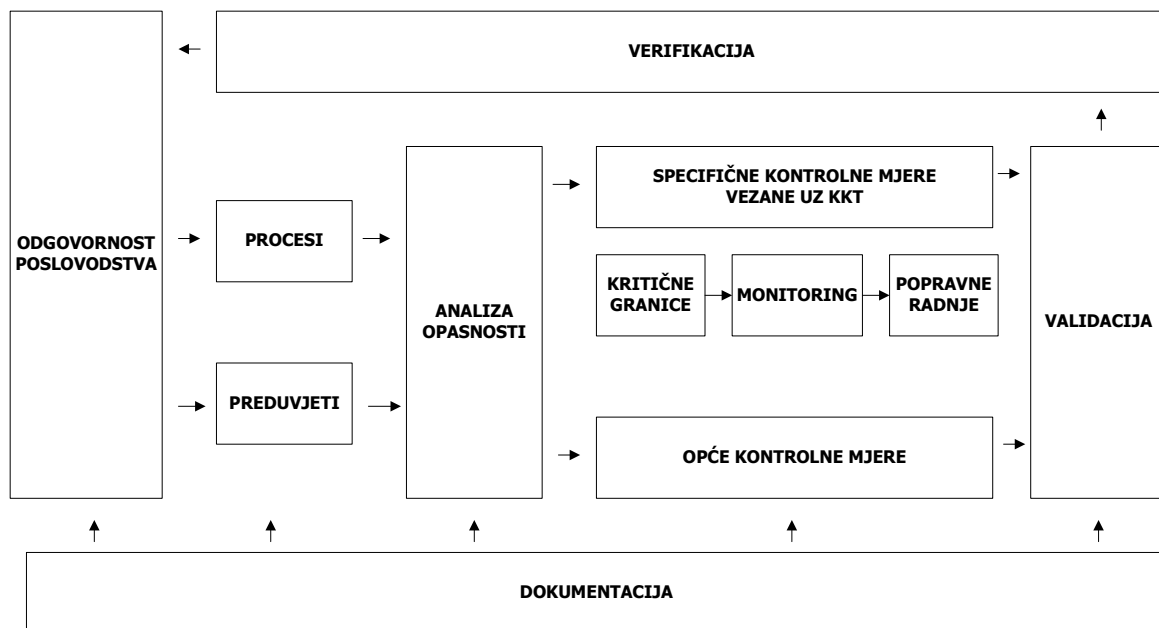 VERIFIKACIJA
SPECIFIČNE KONTROLNE MJERE
VEZANE UZ KKT
ODGOVORNOST
POSLOVODSTVA
PROCESI
ANALIZA
OPASNOSTI
KRITIČNE
GRANICE
MONITORING
POPRAVNE
RADNJE
VALIDACIJA
PREDUVJETI
OPĆE KONTROLNE MJERE
DOKUMENTACIJA